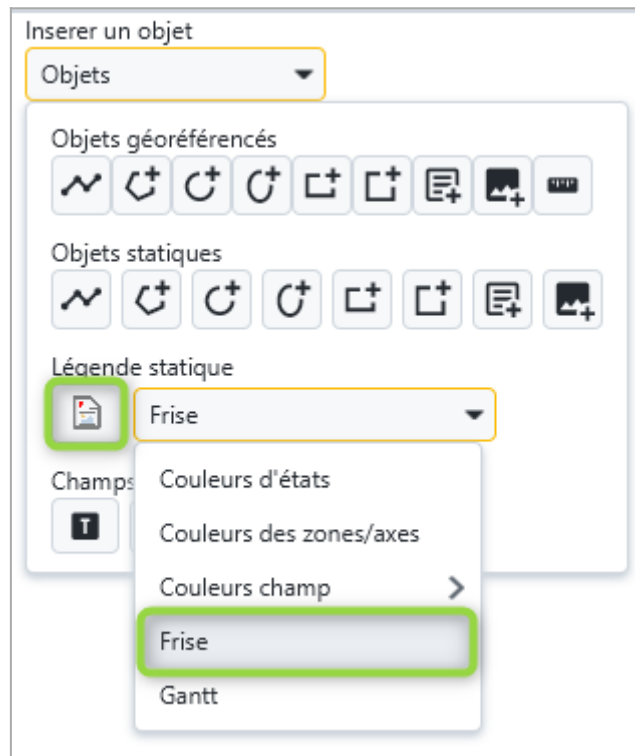 Inserer un objet
Objets
Objets géoréférencés
Objets statiques
Légende statique
Frise
Champs
T
Couleurs d'états
Couleurs des zones/axes
Couleurs champ
Frise
Gantt